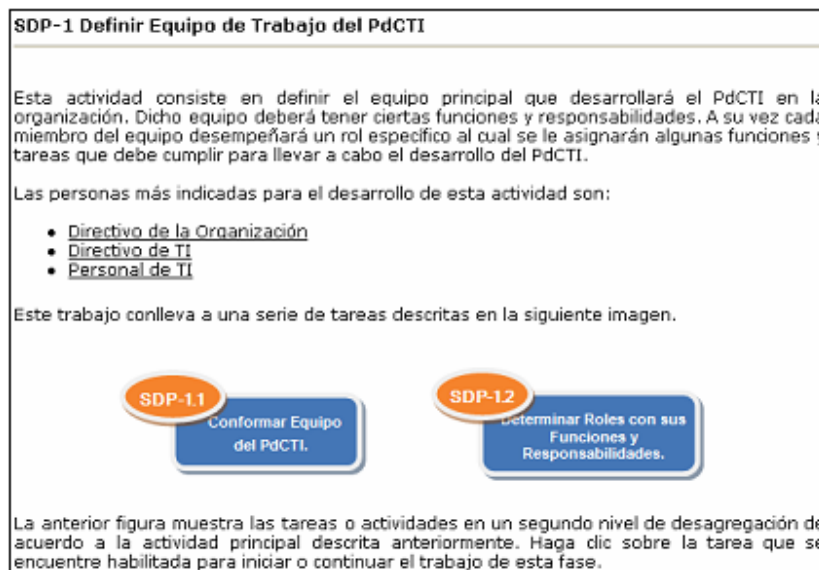 SDP-1 Definir Equipo de Trabajo del PdCTI
Esta actividad consiste en definir el equipo principal que desarrollará el PdCTI en la
organización. Dicho equipo deberá tener ciertas funciones y responsabilidades. A su vez cada
miembro del equipo desempeñará un rol específico al cual se le asignarán algunas funciones y
tareas que debe cumplir para llevar a cabo el desarrollo del PdCTI.
Las personas más indicadas para el desarrollo de esta actividad son:
• Directivo de la Organización
• Directivo de TI
• Personal de TI
Este trabajo conlleva a una serie de tareas descritas en la siguiente imagen.
SDP-1.1
Conformar Equipo
del PdCTI.
SDP-1.2
Determinar Roles con sus
Funciones y
Responsabilidades.
La anterior figura muestra las tareas o actividades en un segundo nivel de desagregación de
acuerdo a la actividad principal descrita anteriormente. Haga clic sobre la tarea que se
encuentre habilitada para iniciar o continuar el trabajo de esta fase.